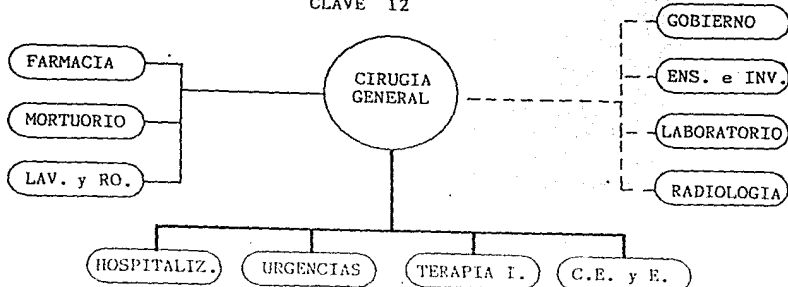 CLAVE 12
GOBIERNO
FARMACIA
CIRUGIA
GENERAL
ENS. e INV.
MORTUORIO
LABORATORIO
LAV. y RO.
RADIOLOGIA
HOSPITALIZ.
URGENCIAS
TERAPIA I.
C.E. y E.